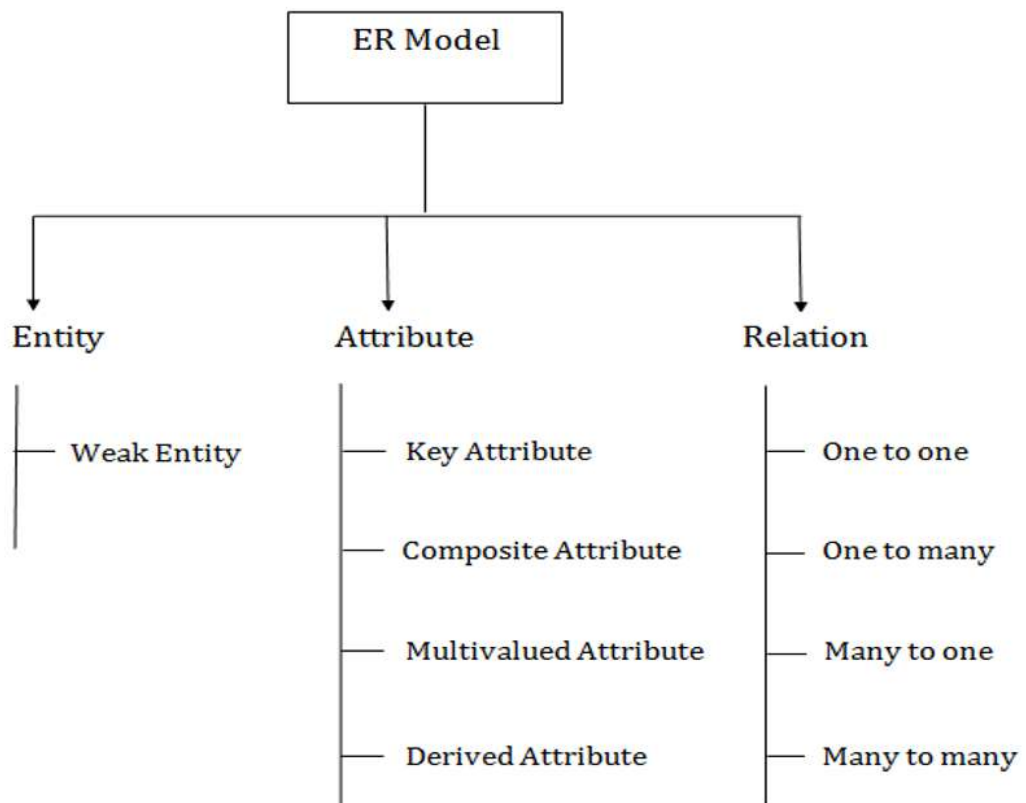 ER Model
Entity
Attribute
Relation
Weak Entity
Key Attribute
One to one
Composite Attribute
One to many
Multivalued Attribute
Many to one
Derived Attribute
Many to many